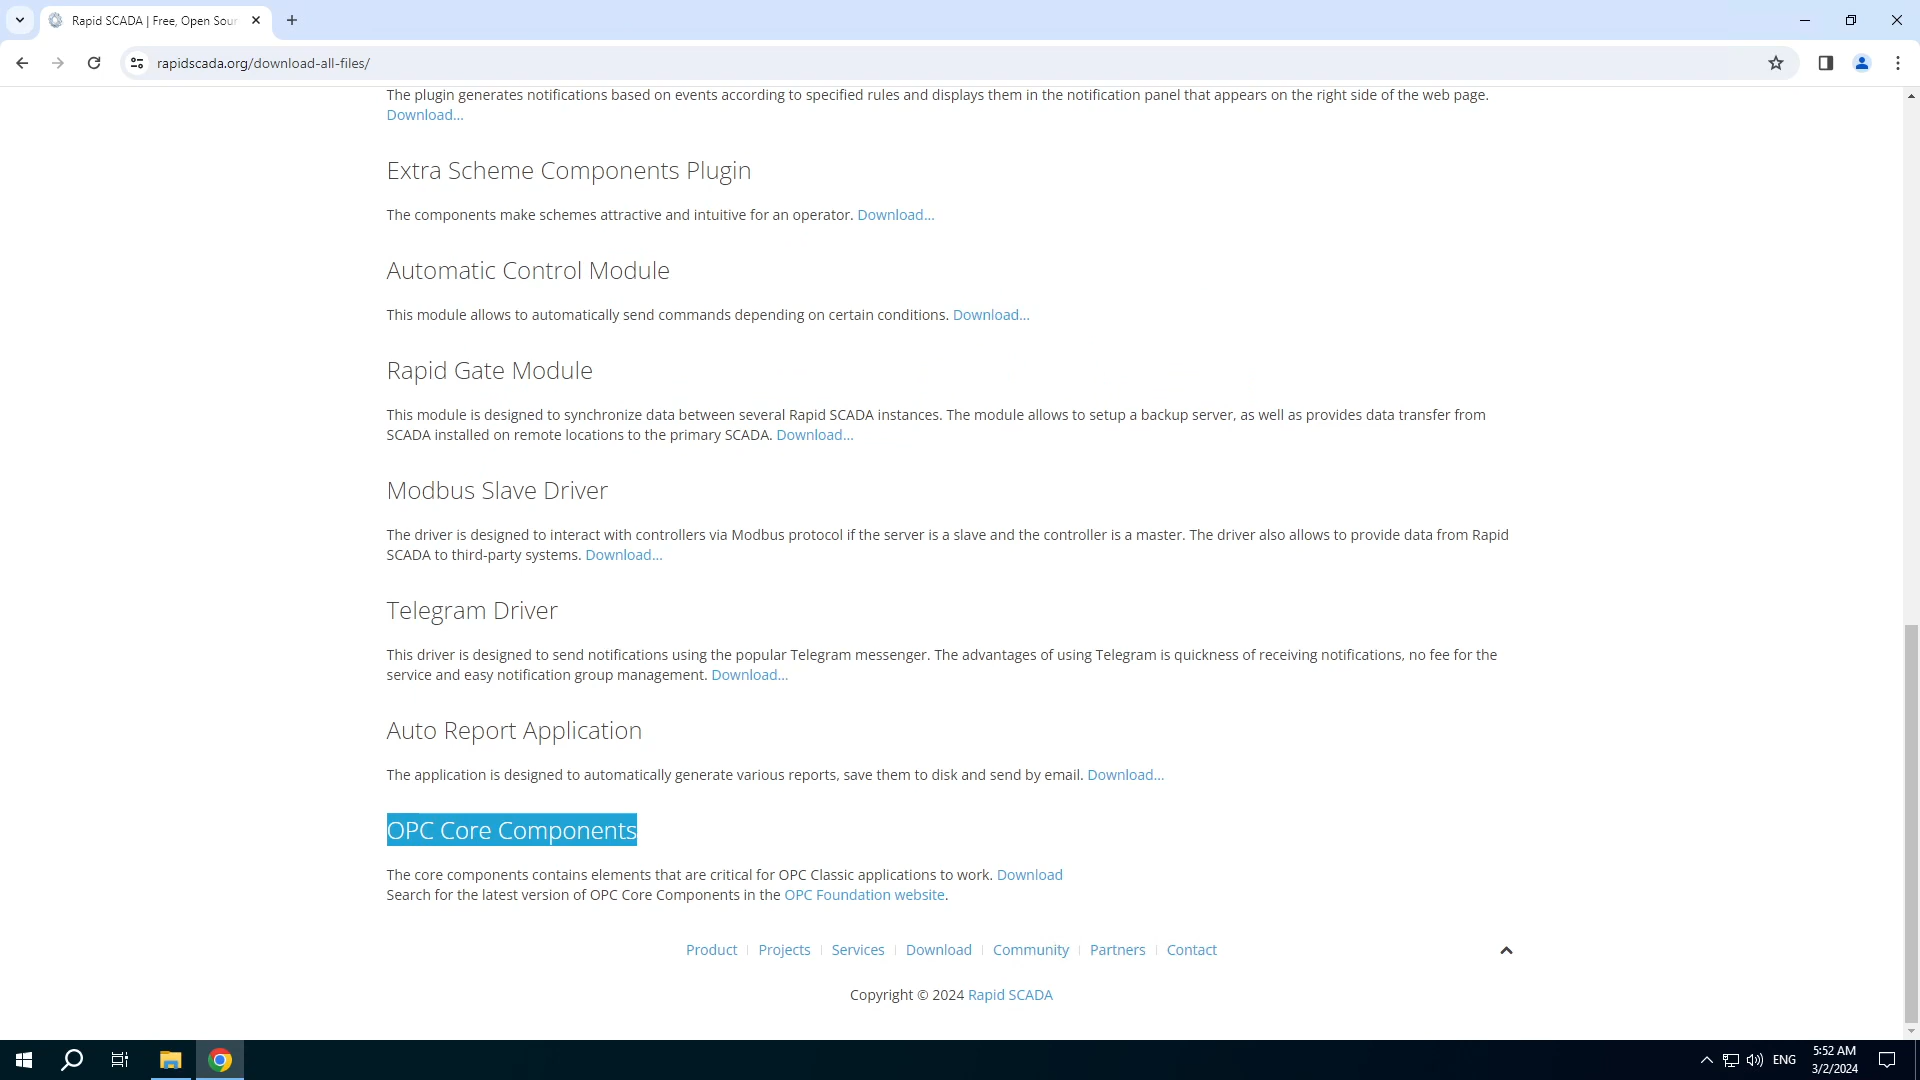 Rapid SCADA | Free, Open Sour
rapidscada.org/download-all-files/
The plugin generates notifications based on events according to specified rules and displays them in the notification panel that appears on the right side of the web page.
Download...
Extra Scheme Components Plugin
The components make schemes attractive and intuitive for an operator. Download...
Automatic Control Module
This module allows to automatically send commands depending on certain conditions. Download...
Rapid Gate Module
This module is designed to synchronize data between several Rapid SCADA instances. The module allows to setup a backup server, as well as provides data transfer from
SCADA installed on remote locations to the primary SCADA. Download...
Modbus Slave Driver
The driver is designed to interact with controllers via Modbus protocol if the server is a slave and the controller is a master. The driver also allows to provide data from Rapid
SCADA to third-party systems. Download...
Telegram Driver
This driver is designed to send notifications using the popular Telegram messenger. The advantages of using Telegram is quickness of receiving notifications, no fee for the
service and easy notification group management. Download...
Auto Report Application
The application is designed to automatically generate various reports, save them to disk and send by email. Download...
OPC Core Components
The core components contains elements that are critical for OPC Classic applications to work. Download
Search for the latest version of OPC Core Components in the OPC Foundation website.
Product Projects Services Download Community Partners Contact
Copyright © 2024 Rapid SCADA
ENG
5:52 AM
3/2/2024